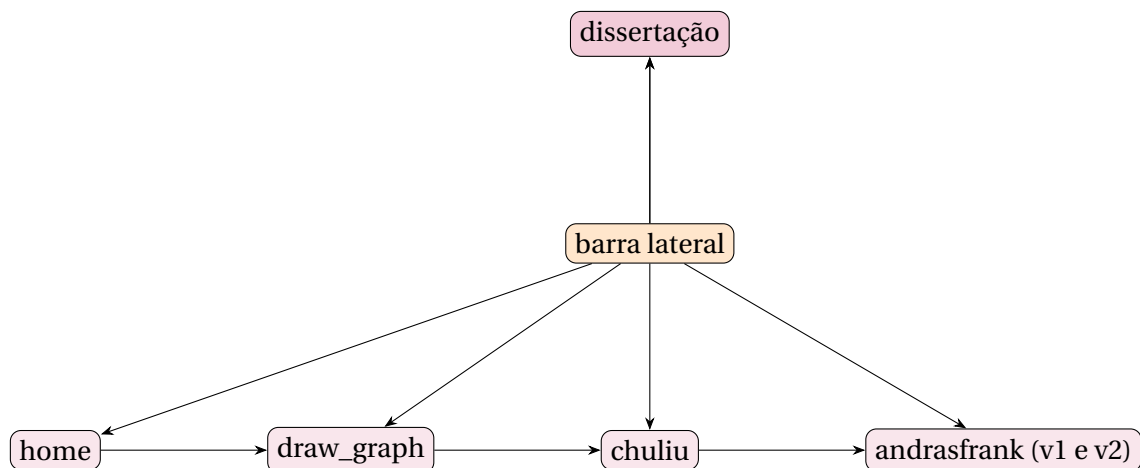 dissertação
barra lateral
home
draw_graph
chuliu
andrasfrank (v1 e v2)